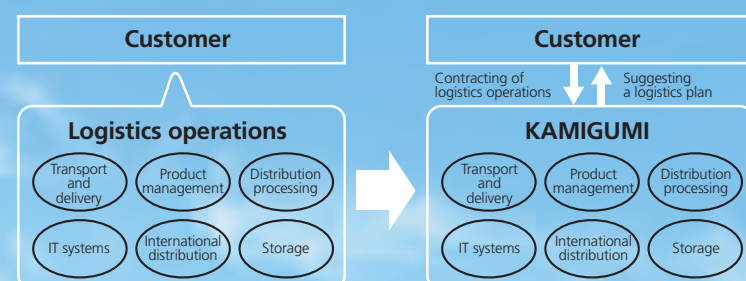 Customer
Logistics operations
Transport
and
delivery
Product
management
Distribution
processing
IT systems
International
distribution
Storage
Customer
Contracting of
logistics operations
Suggesting
a logistics plan
KAMIGUMI
Transport
and
delivery
Product
management
Distribution
processing
IT systems
International
distribution
Storage